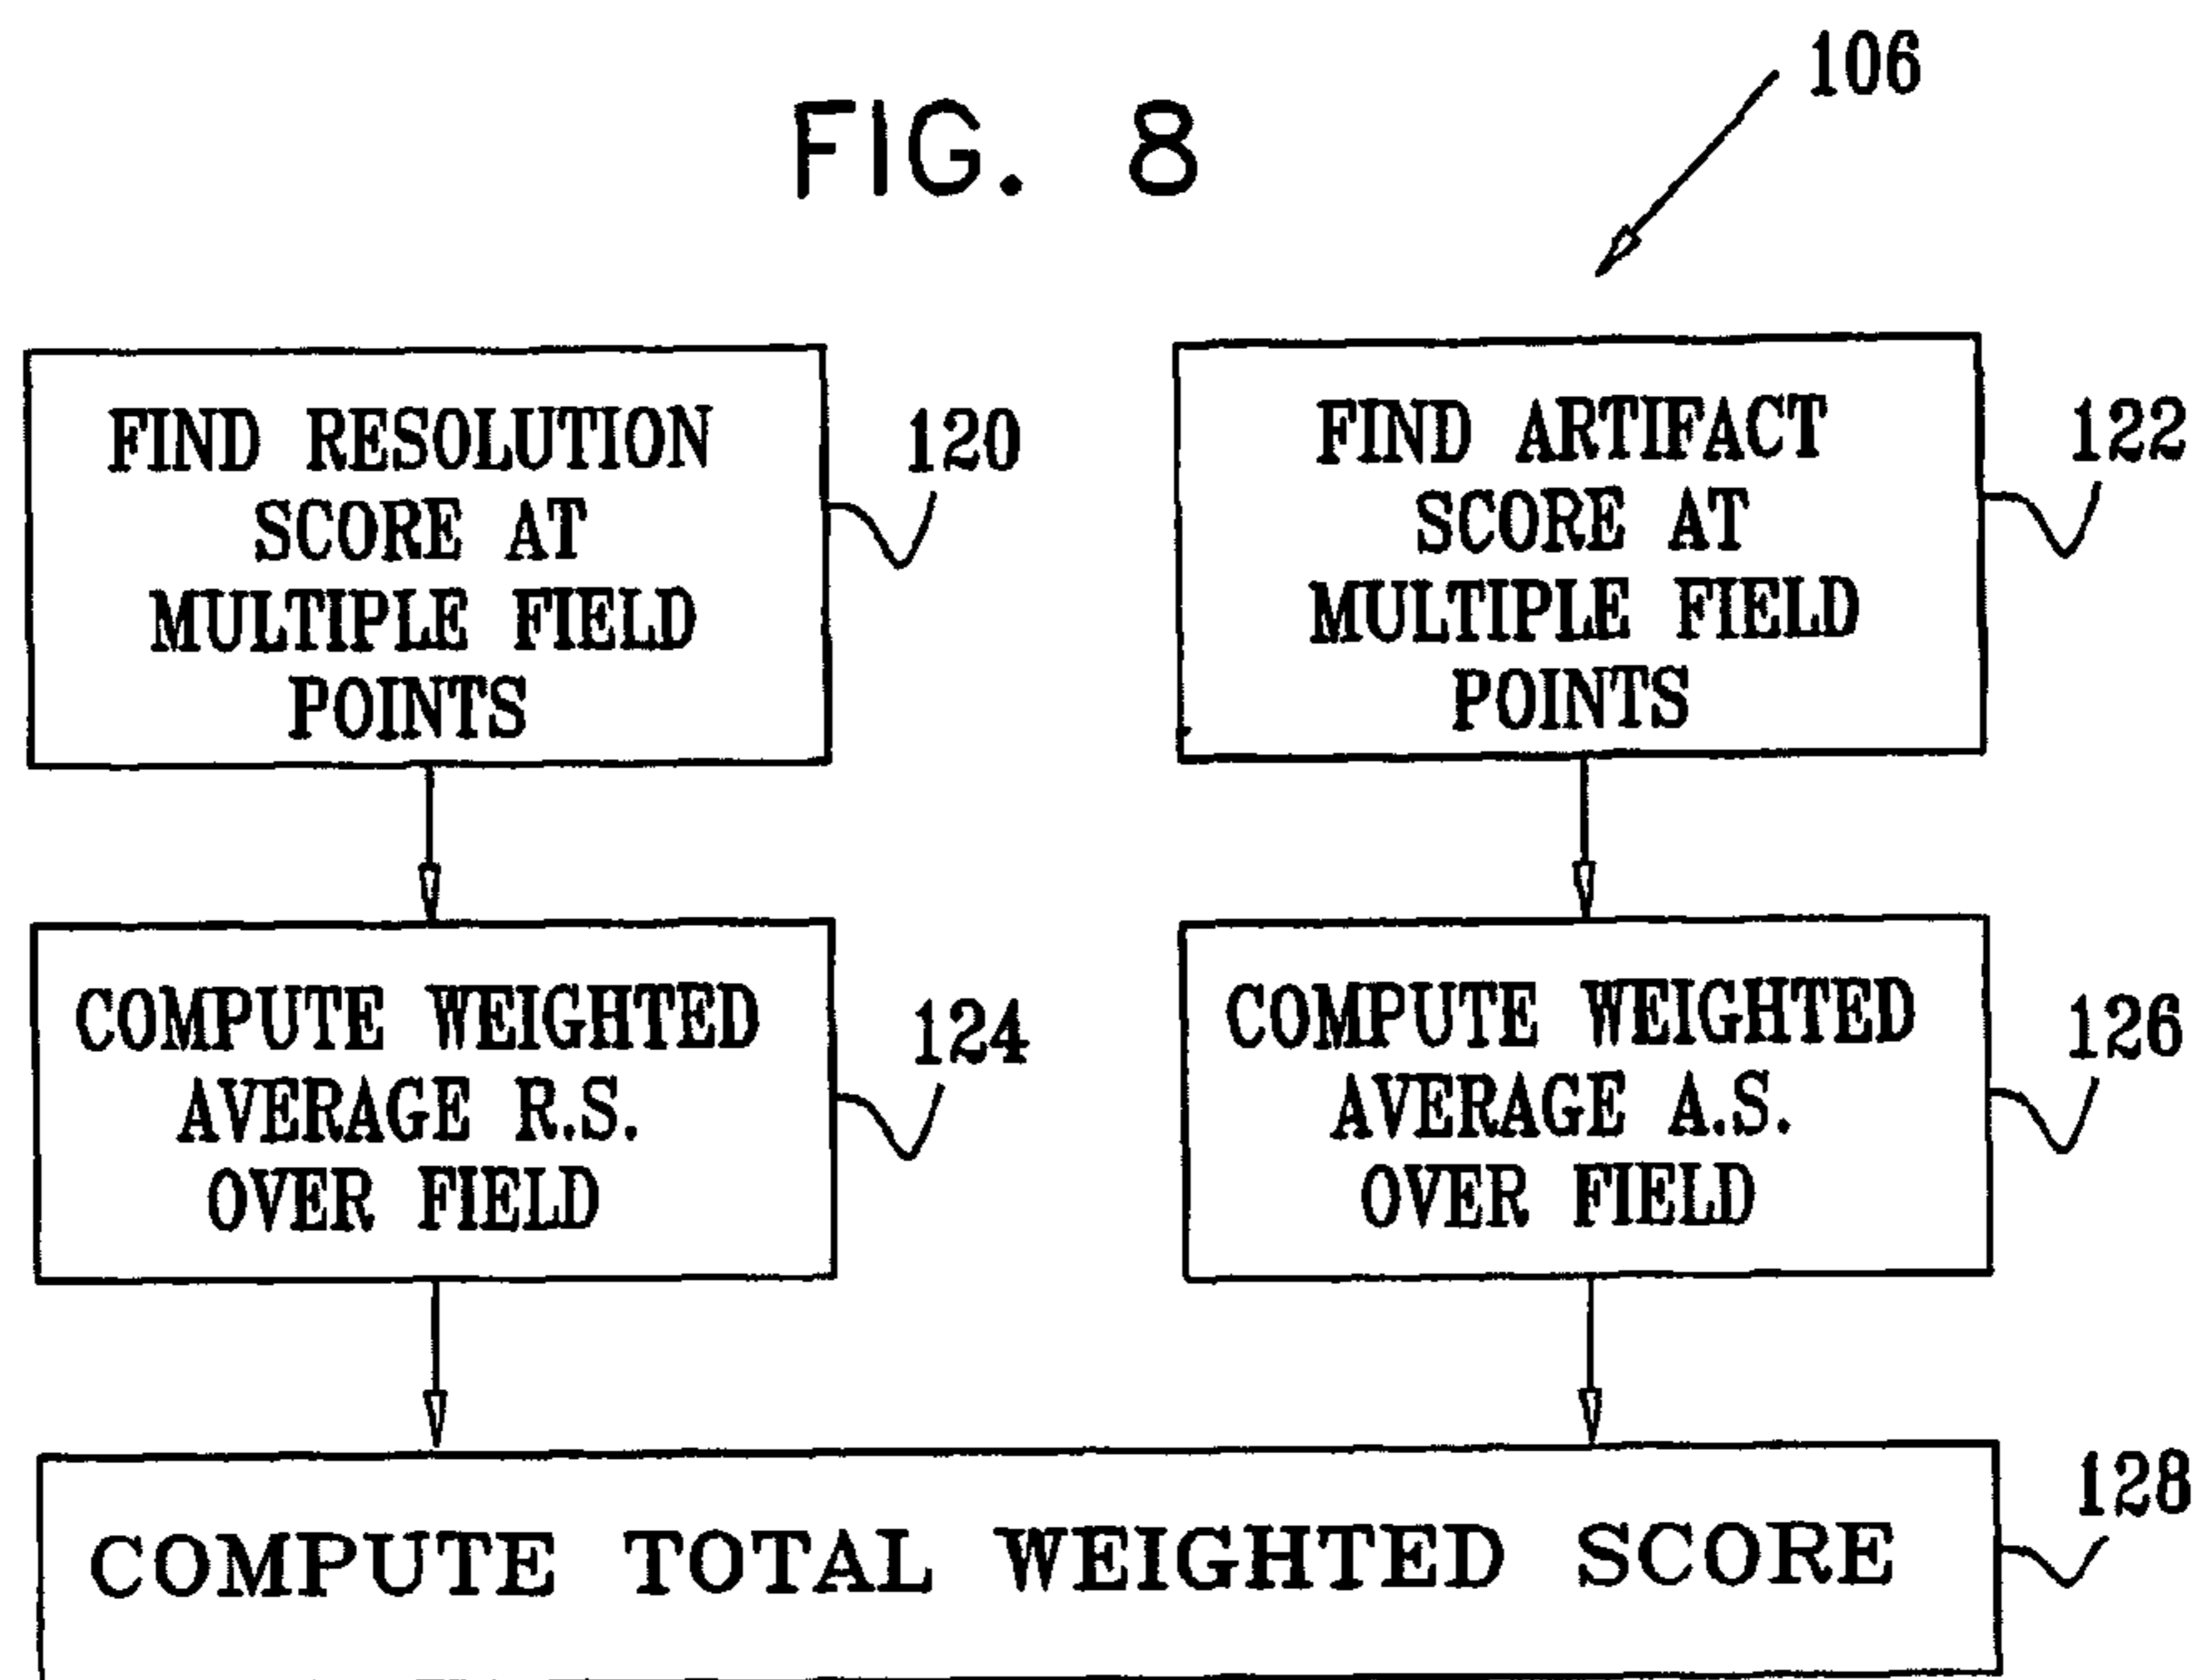 FIG. 8
106
FIND RESOLUTION
SCORE AT
MULTIPLE FIELD
POINTS
120
FIND ARTIFACT
SCORE AT
MULTIPLE FIELD
POINTS
122
COMPUTE WEIGHTED
AVERAGE R.S.
OVER FIELD
124
COMPUTE WEIGHTED
AVERAGE A.S.
OVER FIELD
126
COMPUTE TOTAL WEIGHTED SCORE
128